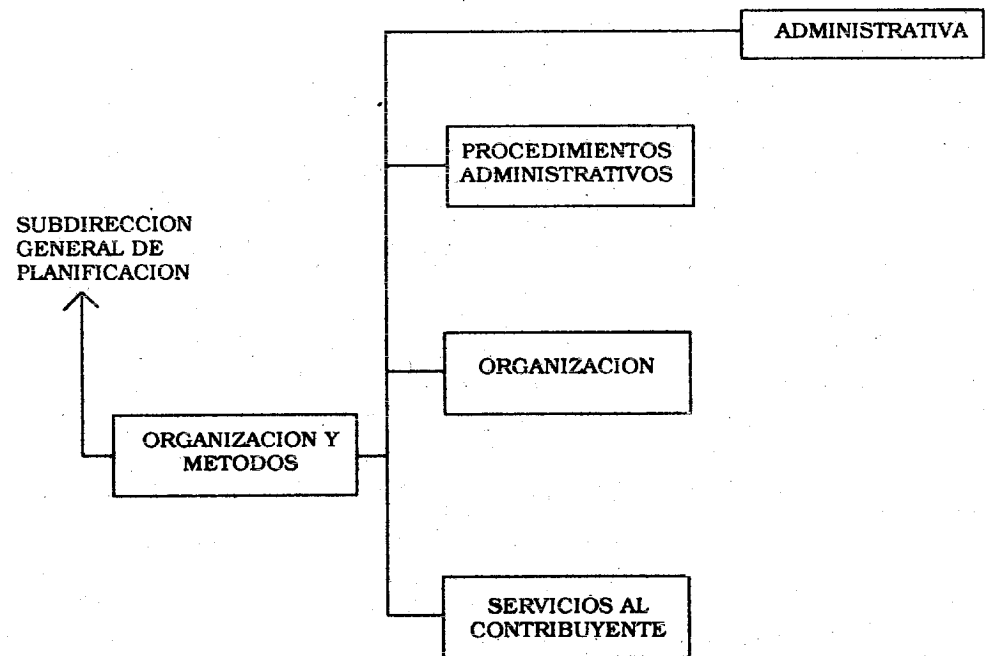 ADMINISTRATIVA
PROCEDIMIENTOS
ADMINISTRATIVOS
SUBDIRECCION
GENERAL DE
PLANIFICACION
ORGANIZACION
ORGANIZACION Y
METODOS
SERVICIOS AL
CONTRIBUYENTE